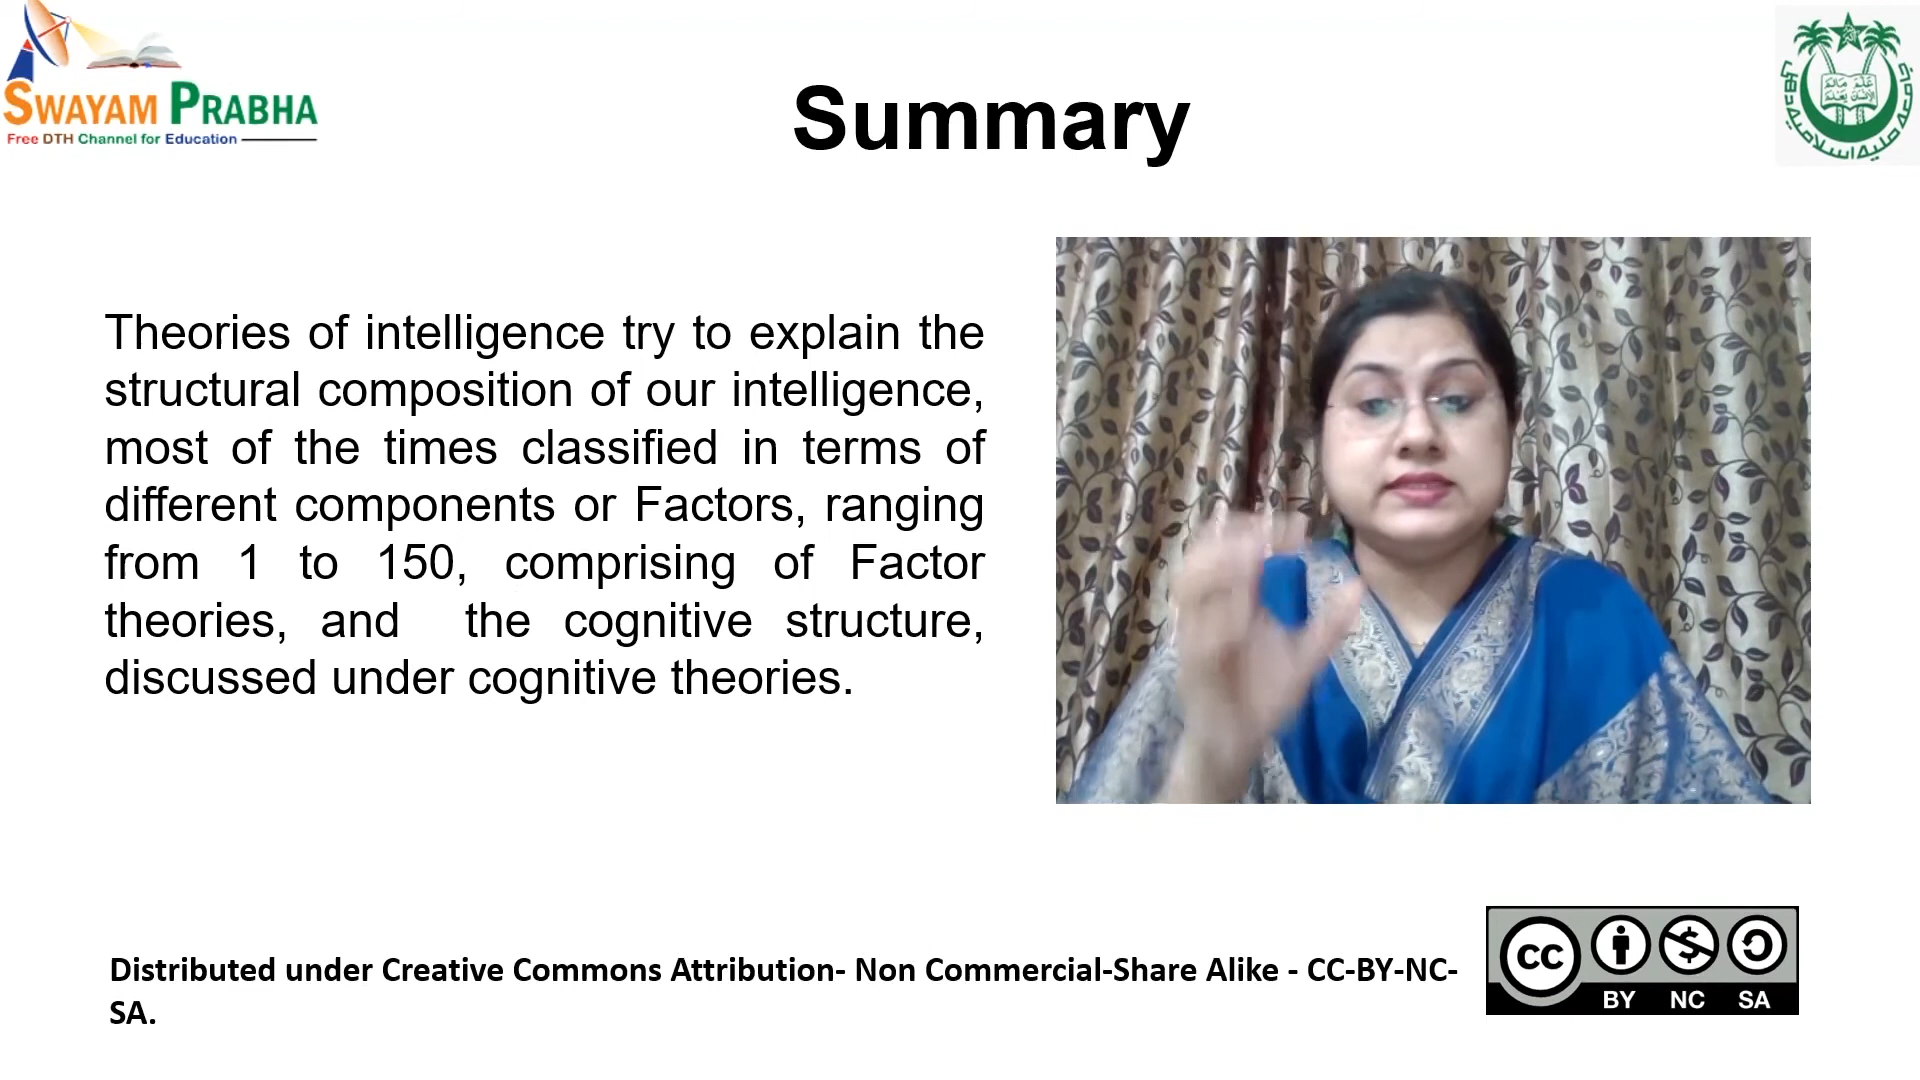 SWAYAM PRABHA
Free DTH Channel for Education
Summary
Theories of intelligence try to explain the
structural composition of our intelligence,
most of the times classified in terms of
different components or Factors, ranging
from 1 to 150, comprising of Factor
theories, and the cognitive structure,
discussed under cognitive theories.
Distributed under Creative Commons Attribution- Non Commercial-Share Alike - CC-BY-NC-
SA.
cc
BY NC SA